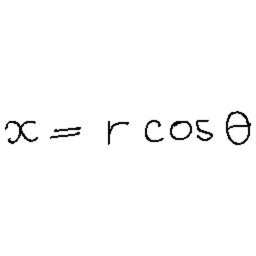 x = r cos θ